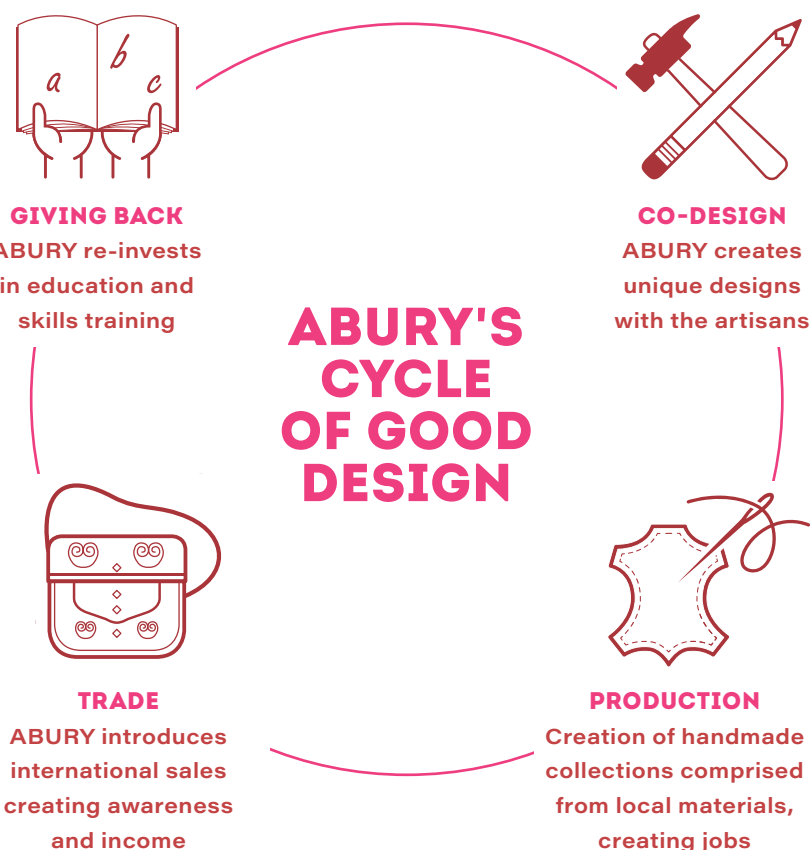 a
b
c
GIVING BACK
ABURY re-invests
in education and
skills training
CO-DESIGN
ABURY creates
unique designs
with the artisans
ABURY'S
CYCLE
OF GOOD
DESIGN
TRADE
ABURY introduces
international sales
creating awareness
and income
PRODUCTION
Creation of handmade
collections comprised
from local materials,
creating jobs